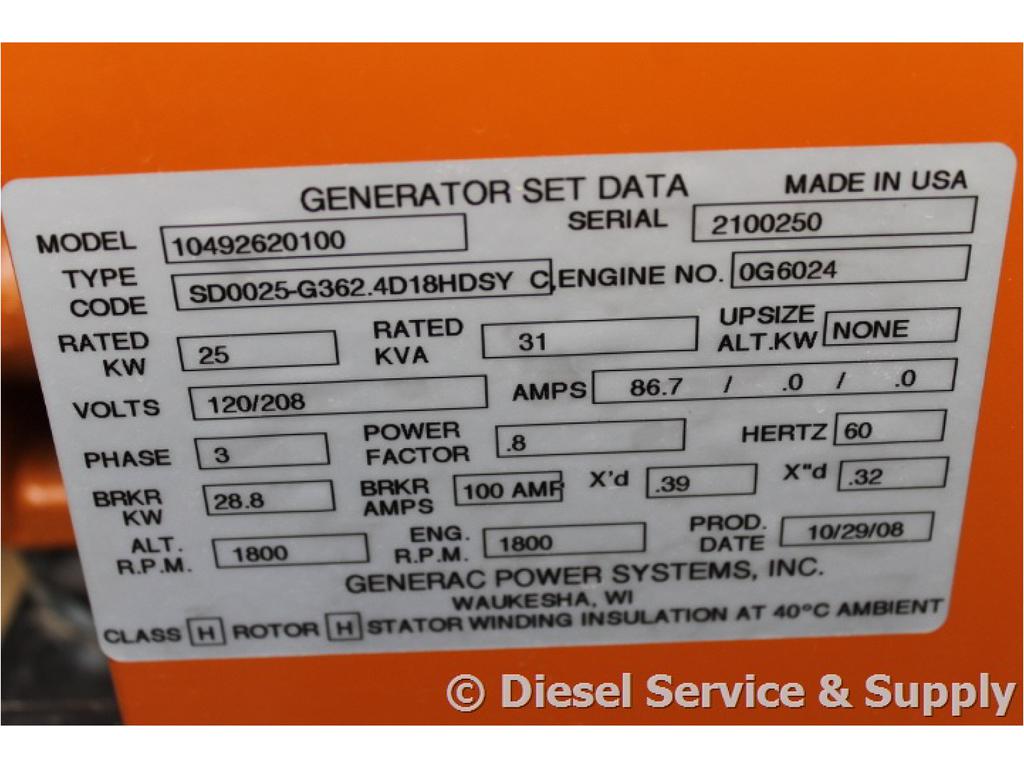 GENERATOR SET DATA MADE IN USA
MODEL 10492620100 SERIAL 2100250
TYPE CODE SD0025-G362.4D18HDSY C, ENGINE NO. 0G6024
RATED KW 25 RATED KVA 31 UPSIZE ALT.KW NONE
VOLTS 120/208 AMPS 86.7 / .0 / .0
PHASE 3 POWER FACTOR .8 HERTZ 60
BRKR KW 28.8 BRKR AMPS 100 AMP X'd .39 X"d .32
ALT. R.P.M. 1800 ENG. R.P.M. 1800 PROD. DATE 10/29/08
GENERAC POWER SYSTEMS, INC.
WAUKESHA, WI
CLASS H ROTOR H STATOR WINDING INSULATION AT 40°C AMBIENT
© Diesel Service & Supply